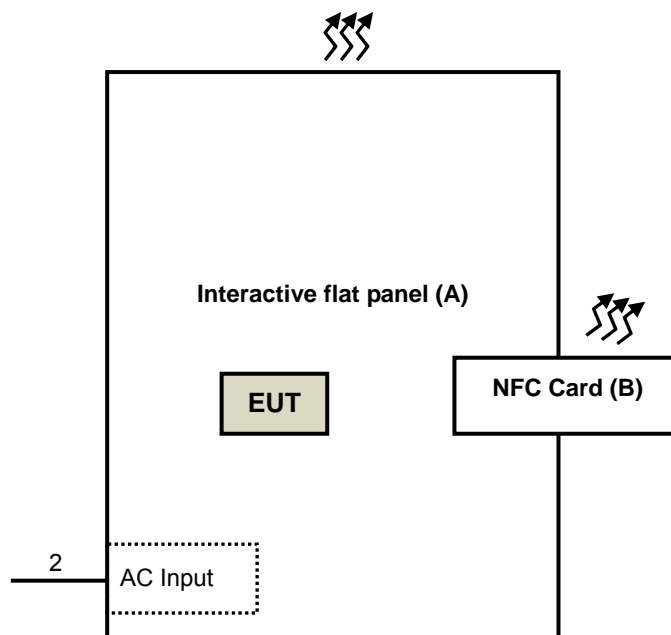 Interactive flat panel (A)
NFC Card (B)
EUT
2
AC Input